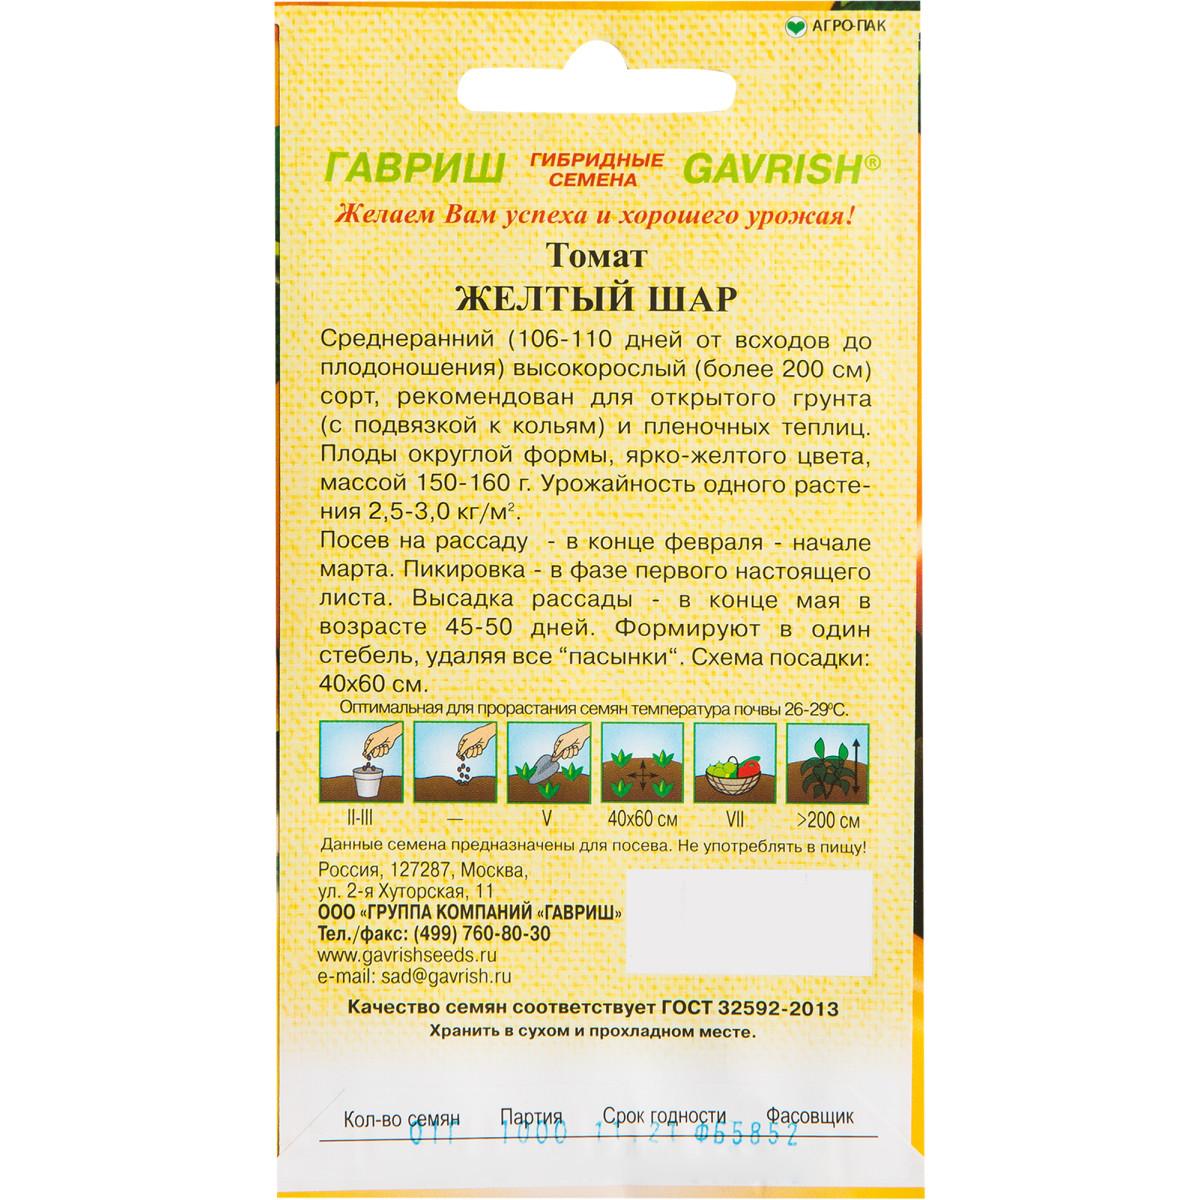 АГРО-ПАК
ГАВРИШ ГИБРИДНЫЕ СЕМЕНА GAVRISH®
Желаем Вам успеха и хорошего урожая!
Томат
ЖЕЛТЫЙ ШАР
Среднеранний (106-110 дней от всходов до
плодоношения) высокорослый (более 200 см)
сорт, рекомендован для открытого грунта
(с подвязкой к кольям) и пленочных теплиц.
Плоды округлой формы, ярко-желтого цвета,
массой 150-160 г. Урожайность одного расте-
ния 2,5-3,0 кг/м².
Посев на рассаду - в конце февраля - начале
марта. Пикировка - в фазе первого настоящего
листа. Высадка рассады - в конце мая в
возрасте 45-50 дней. Формируют в один
стебель, удаляя все “пасынки“. Схема посадки:
40х60 см.
Оптимальная для прорастания семян температура почвы 26-29ºС.
II-III — V 40х60 см VII >200 см
Данные семена предназначены для посева. Не употреблять в пищу!
Россия, 127287, Москва,
ул. 2-я Хуторская, 11
ООО «ГРУППА КОМПАНИЙ «ГАВРИШ»
Тел./факс: (499) 760-80-30
www.gavrishseeds.ru
e-mail: sad@gavrish.ru
Качество семян соответствует ГОСТ 32592-2013
Хранить в сухом и прохладном месте.
Кол-во семян Партия Срок годности Фасовщик
01Г 1000 11.21 ФБ5852